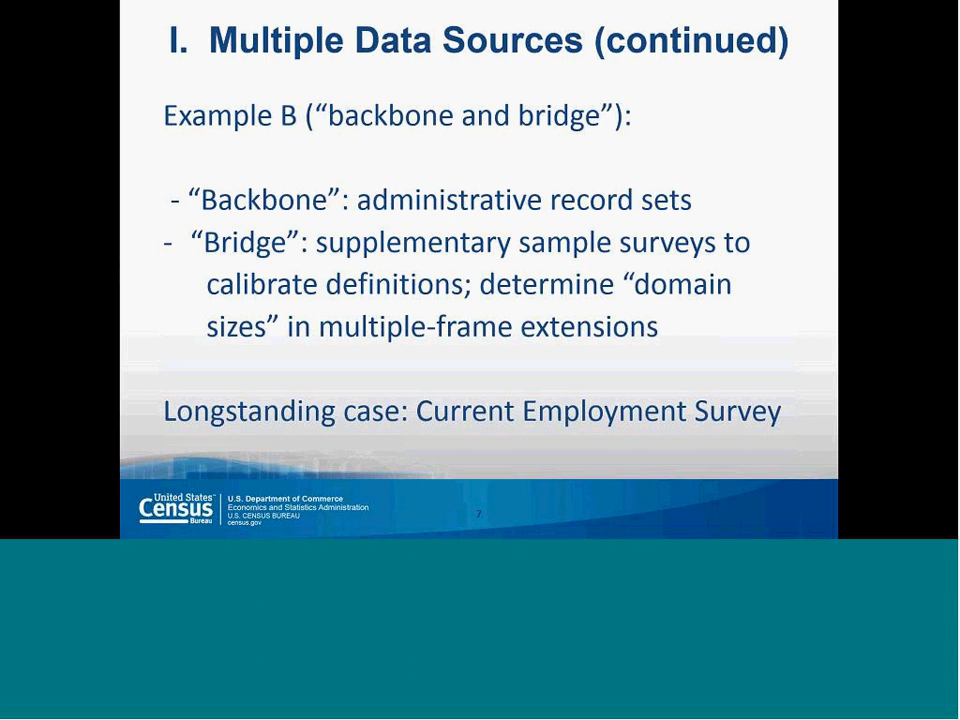 I. Multiple Data Sources (continued)
Example B (“backbone and bridge”):
- “Backbone”: administrative record sets
- “Bridge”: supplementary sample surveys to
calibrate definitions; determine “domain
sizes” in multiple-frame extensions
Longstanding case: Current Employment Survey
United States™
Census
Bureau
U.S. Department of Commerce
Economics and Statistics Administration
U.S. CENSUS BUREAU
census.gov
7